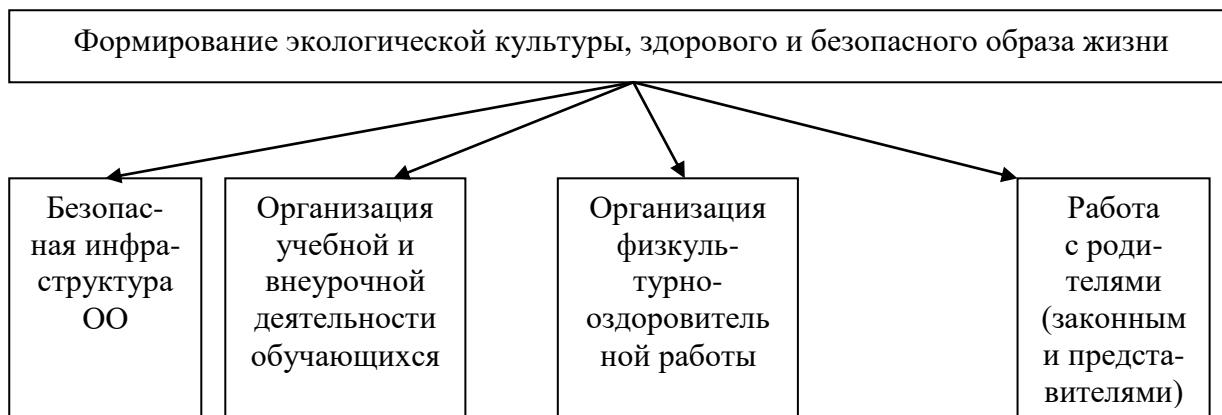 Формирование экологической культуры, здорового и безопасного образа жизни
Безопас-
ная инфра-
структура
ОО
Организация
учебной и
внеурочной
деятельности
обучающихся
Организация
физкуль-
турно-
оздоровитель
ной работы
Работа
с роди-
телями
(законным
и предста-
вителями)